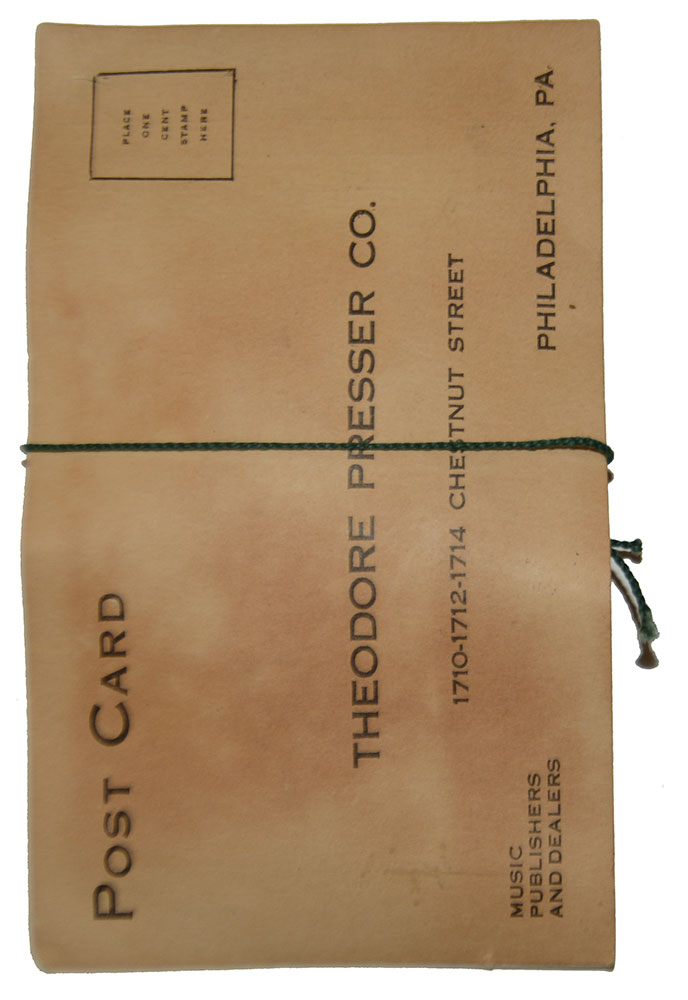 POST CARD
PLACE
ONE
CENT
STAMP
HERE
THEODORE PRESSER CO.
1710-1712-1714 CHESTNUT STREET
MUSIC
PUBLISHERS
AND DEALERS
PHILADELPHIA, PA